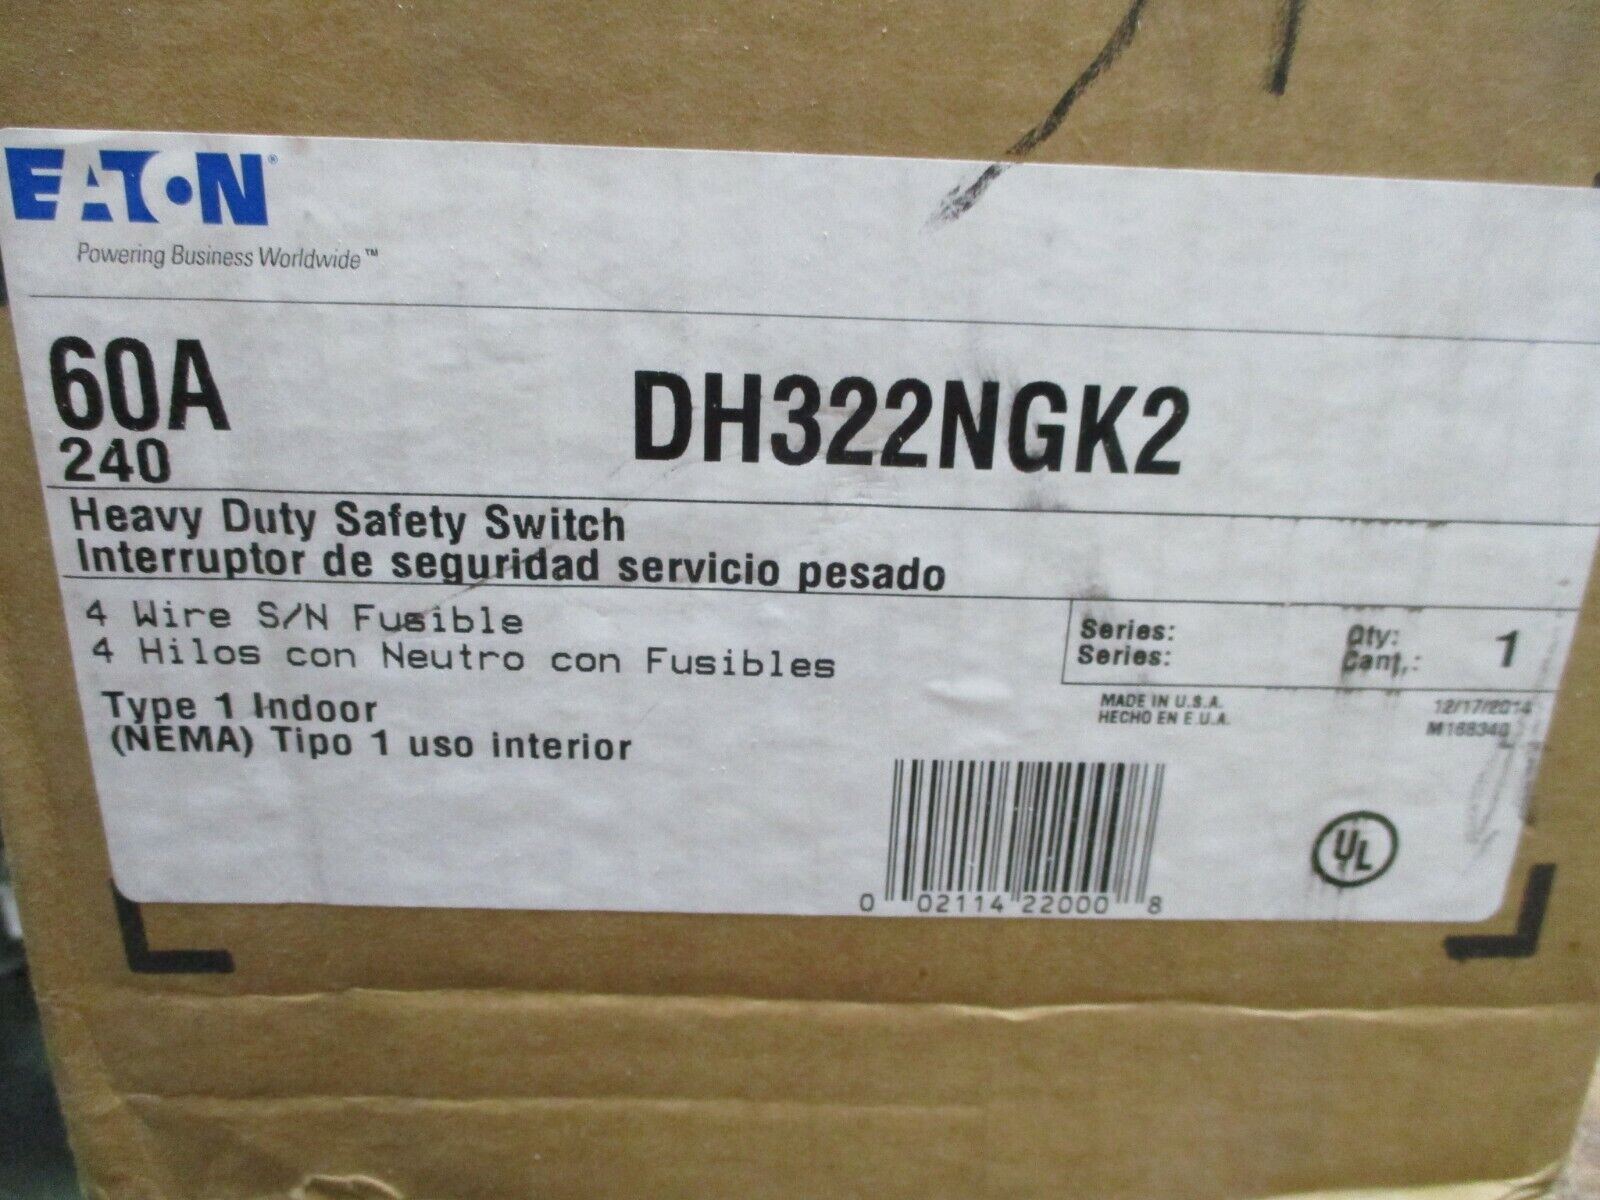 EATON®
Powering Business Worldwide™
60A
240
DH322NGK2
Heavy Duty Safety Switch
Interruptor de seguridad servicio pesado
4 Wire S/N Fusible
4 Hilos con Neutro con Fusibles
Type 1 Indoor
(NEMA) Tipo 1 uso interior
Series:
Series:
Qty:
Cant.:
1
MADE IN U.S.A.
HECHO EN E.U.A.
12/17/2014
M168340
0 02114 22000 8
UL